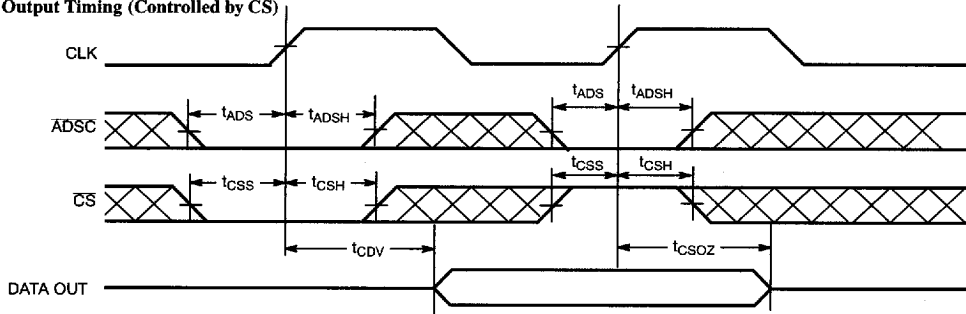 Output Timing (Controlled by CS)
CLK
tADS tADSH tADS tADSH
ADSC
tCSS tCSH tCSS tCSH
CS
tCDV tCSOZ
DATA OUT